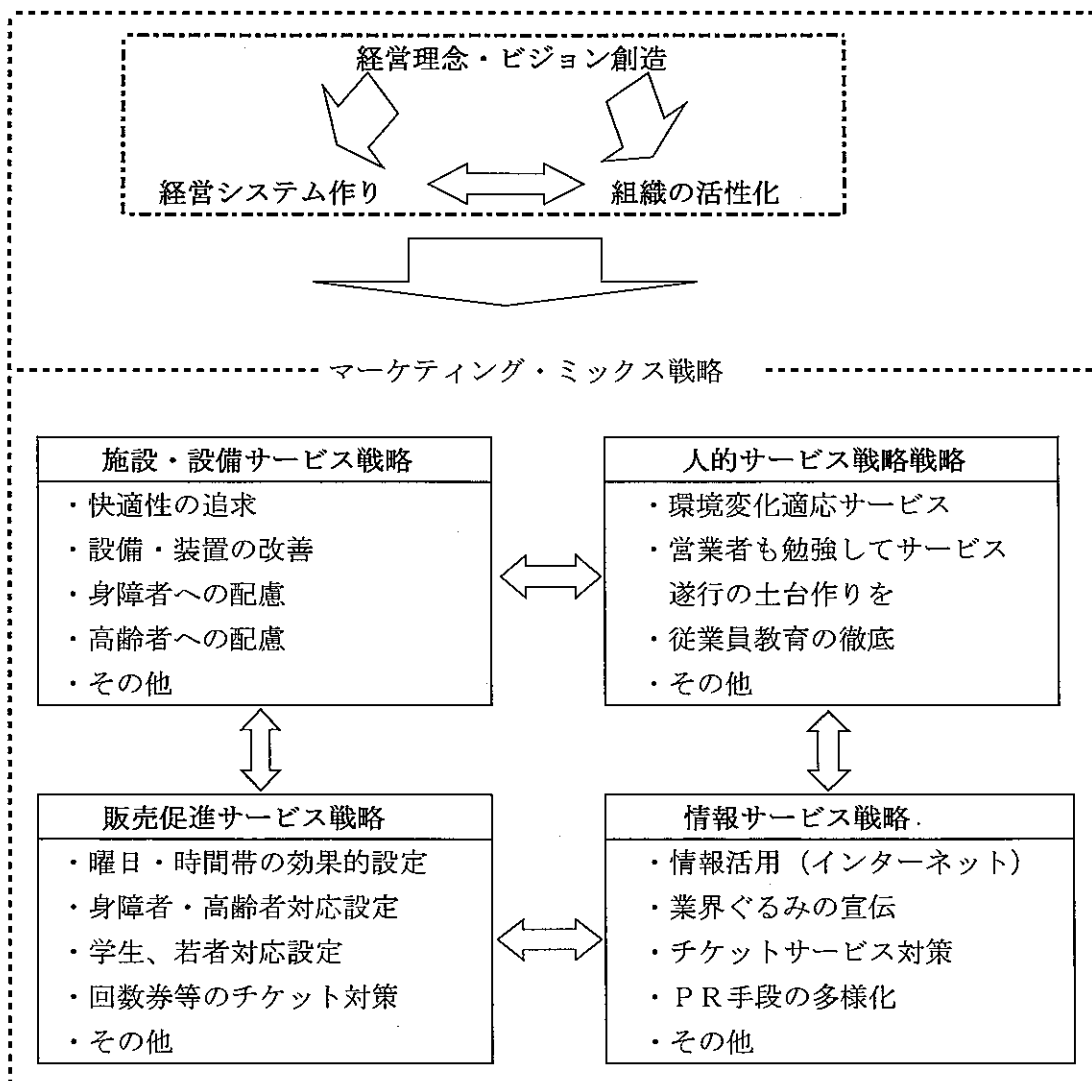 経営理念・ビジョン創造
経営システム作り
組織の活性化
マーケティング・ミックス戦略
施設・設備サービス戦略
・快適性の追求
・設備・装置の改善
・身障者への配慮
・高齢者への配慮
・その他
人的サービス戦略戦略
・環境変化適応サービス
・営業者も勉強してサービス
遂行の土台作りを
・従業員教育の徹底
・その他
販売促進サービス戦略
・曜日・時間帯の効果的設定
・身障者・高齢者対応設定
・学生、若者対応設定
・回数券等のチケット対策
・その他
情報サービス戦略
・情報活用（インターネット）
・業界ぐるみの宣伝
・チケットサービス対策
・ＰＲ手段の多様化
・その他